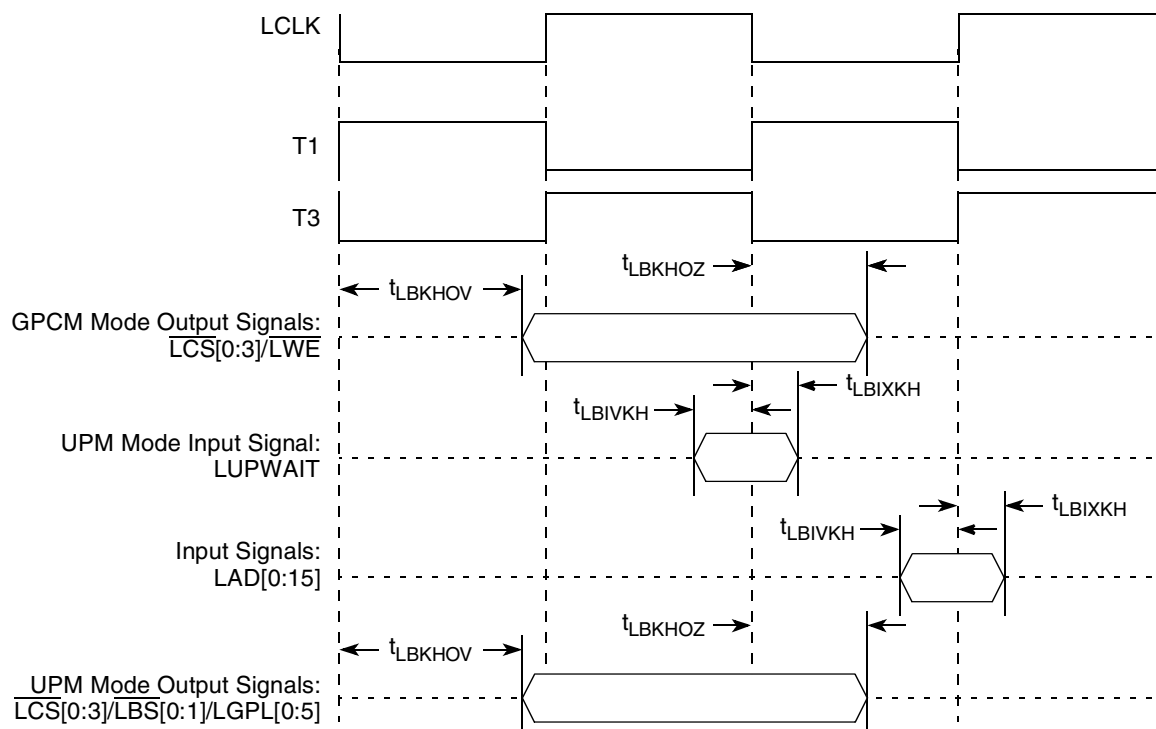 LCLK
T1
T3
tLBKHOZ
tLBKHOV
GPCM Mode Output Signals:
LCS[0:3]/LWE
tLBIXKH
tLBIVKH
UPM Mode Input Signal:
LUPWAIT
tLBIXKH
tLBIVKH
Input Signals:
LAD[0:15]
tLBKHOZ
tLBKHOV
UPM Mode Output Signals:
LCS[0:3]/LBS[0:1]/LGPL[0:5]